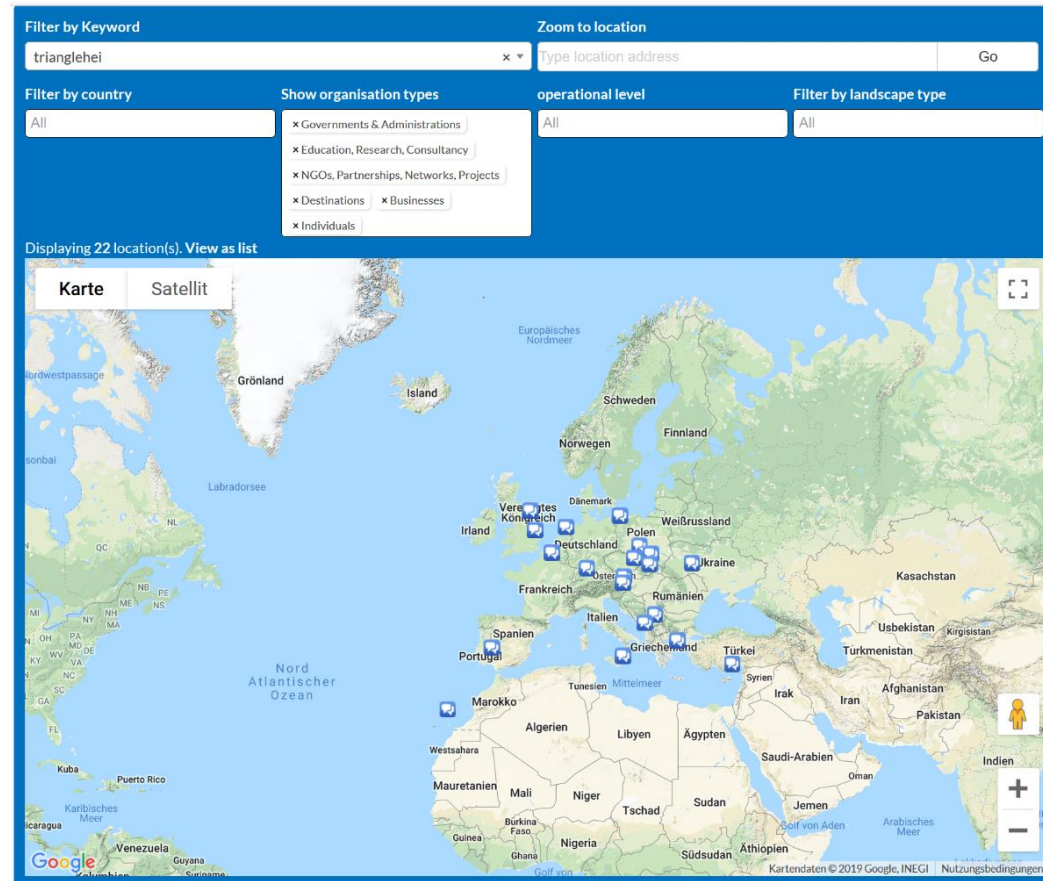 Filter by Keyword
Zoom to location
trianglehei
×
Type location address
Go
Filter by country
Show organisation types
operational level
Filter by landscape type
All
× Governments & Administrations
× Education, Research, Consultancy
× NGOs, Partnerships, Networks, Projects
× Destinations × Businesses
× Individuals
All
All
Displaying 22 location(s). View as list
Karte Satellit
Europäisches
Nordmeer
Grönland
Island
Schweden
Finnland
Norwegen
Labradorsee
Dänemark
Irland
Weißrussland
Polen
Deutschland
NL
QC
Kasachstan
Frankreich
Rumänien
NB
PE
ME
NS
MI
NH
NY
MA
Italien
Usbekistan
Kirgisistan
Spanien
OH
PA
MD
DE
KY
WV
VA
Türkei
Turkmenistan
Portugal
Nord
Atlantischer
Ozean
Tunesien
Mittelmeer
Syrien
NC
SC
GA
Irak
Iran
Afghanistan
Marokko
Pakistan
Algerien
Libyen
Ägypten
FL
Westsahara
Saudi-Arabien
Indien
Kuba
Puerto Rico
Oman
Mauretanien
Mali
Niger
Tschad
Sudan
Jemen
Karibisches
Meer
Burkina
Faso
Golf von Aden
Arabisches
Meer
Guinea
Nigeria
Venezuela
Guyana
Ghana
Südsudan
Äthiopien
Suriname
Golf von
Google
Kartendaten © 2019 Google, INEGI
Nutzungsbedingungen